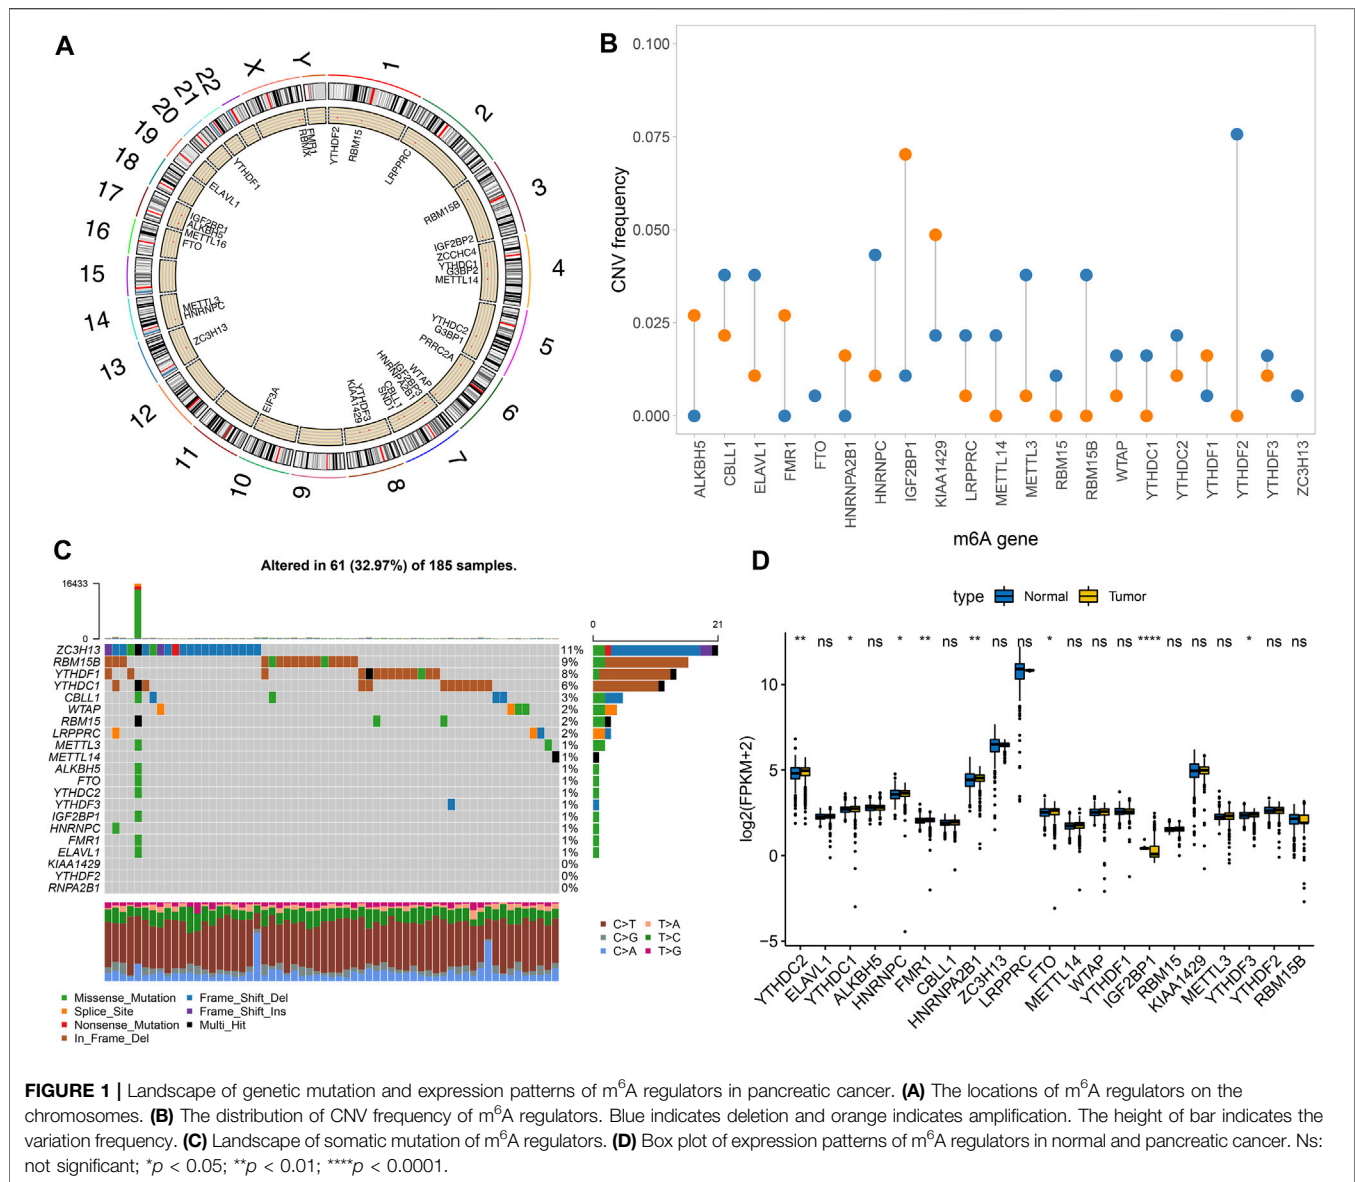 A
1
2
3
4
5
6
7
8
9
10
11
12
13
14
15
16
17
18
19
20
21
22
X
Y
YTHDF2
RBM15
LRPPRC
RBM15B
IGF2BP2
ZCCHC4
YTHDC1
G3BP2
METTL14
YTHDC2
G3BP1
PRRC2A
WTAP
IGF2BP3
HNRNPA2B1
CBLL1
SND1
YTHDF3
KIAA1429
EIF3A
ZC3H13
HNRNPC
METTL3
FTO
METTL16
ALKBH5
IGF2BP1
ELAVL1
YTHDF1
RBMX
FMR1
B
CNV frequency
0.100
0.075
0.050
0.025
0.000
ALKBH5
CBLL1
ELAVL1
FMR1
FTO
HNRNPA2B1
HNRNPC
IGF2BP1
KIAA1429
LRPPRC
METTL14
METTL3
RBM15
RBM15B
WTAP
YTHDC1
YTHDC2
YTHDF1
YTHDF2
YTHDF3
ZC3H13
m6A gene
C
Altered in 61 (32.97%) of 185 samples.
16433
0
0 21
ZC3H13 11%
RBM15B 9%
YTHDF1 8%
YTHDC1 6%
CBLL1 3%
WTAP 2%
RBM15 2%
LRPPRC 2%
METTL3 1%
METTL14 1%
ALKBH5 1%
FTO 1%
YTHDC2 1%
YTHDF3 1%
IGF2BP1 1%
HNRNPC 1%
FMR1 1%
ELAVL1 1%
KIAA1429 0%
YTHDF2 0%
RNPA2B1 0%
C>T T>A
C>G T>C
C>A T>G
Missense_Mutation Frame_Shift_Del
Splice_Site Frame_Shift_Ins
Nonsense_Mutation Multi_Hit
In_Frame_Del
D
type Normal Tumor
** ns * ns * ** ns ** ns ns * ns ns ns **** ns ns ns * ns ns
log2(FPKM+2)
10
5
0
−5
YTHDC2
ELAVL1
YTHDC1
ALKBH5
HNRNPC
FMR1
CBLL1
HNRNPA2B1
ZC3H13
LRPPRC
FTO
METTL14
WTAP
YTHDF1
IGF2BP1
RBM15
KIAA1429
METTL3
YTHDF3
YTHDF2
RBM15B
FIGURE 1 | Landscape of genetic mutation and expression patterns of m⁶A regulators in pancreatic cancer. (A) The locations of m⁶A regulators on the
chromosomes. (B) The distribution of CNV frequency of m⁶A regulators. Blue indicates deletion and orange indicates amplification. The height of bar indicates the
variation frequency. (C) Landscape of somatic mutation of m⁶A regulators. (D) Box plot of expression patterns of m⁶A regulators in normal and pancreatic cancer. Ns:
not significant; *p < 0.05; **p < 0.01; ****p < 0.0001.